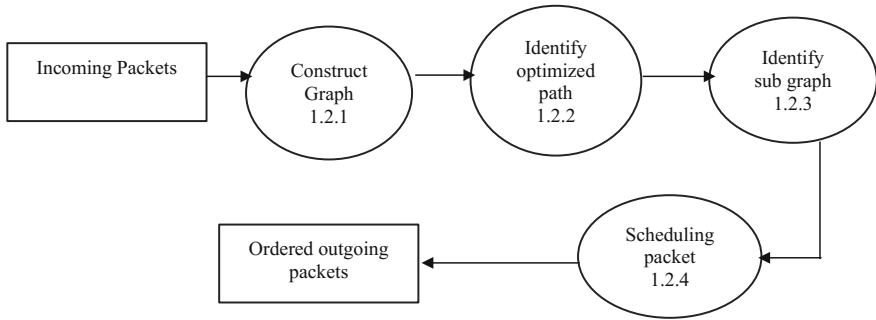 Incoming Packets
Construct
Graph
1.2.1
Identify
optimized
path
1.2.2
Identify
sub graph
1.2.3
Scheduling
packet
1.2.4
Ordered outgoing
packets